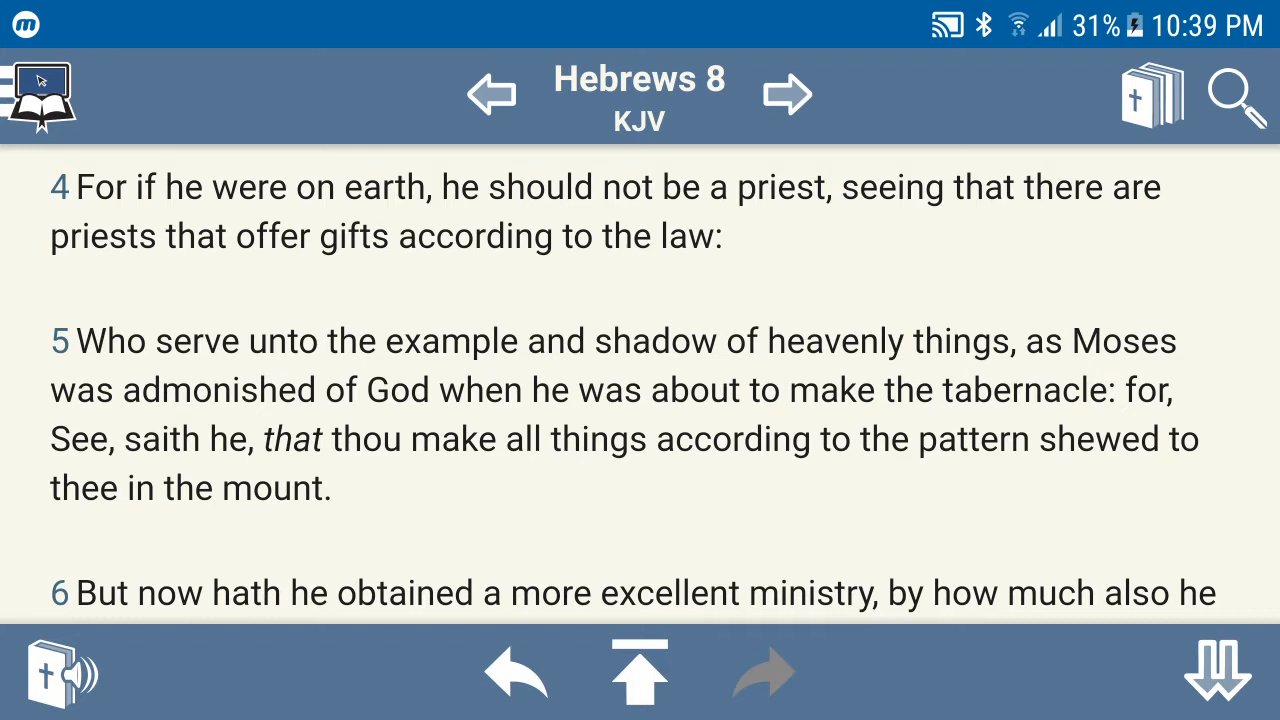 31% 10:39 PM
Hebrews 8
KJV
4 For if he were on earth, he should not be a priest, seeing that there are
priests that offer gifts according to the law:
5 Who serve unto the example and shadow of heavenly things, as Moses
was admonished of God when he was about to make the tabernacle: for,
See, saith he, that thou make all things according to the pattern shewed to
thee in the mount.
6 But now hath he obtained a more excellent ministry, by how much also he